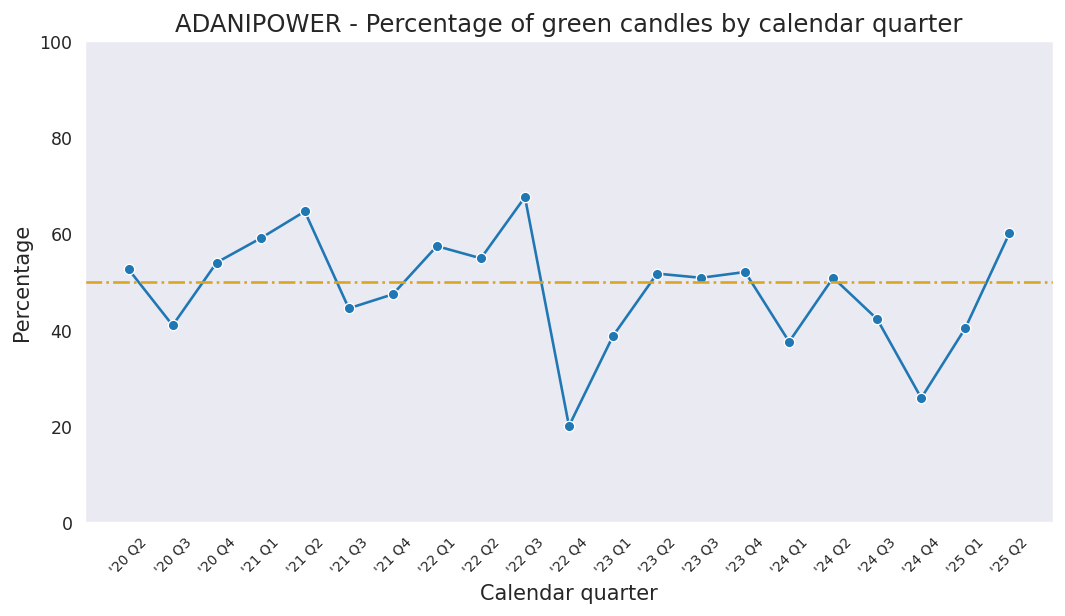 ADANIPOWER - Percentage of green candles by calendar quarter
100
80
60
40
20
0
Percentage
'20 Q2
'20 Q3
'20 Q4
'21 Q1
'21 Q2
'21 Q3
'21 Q4
'22 Q1
'22 Q2
'22 Q3
'22 Q4
'23 Q1
'23 Q2
'23 Q3
'23 Q4
'24 Q1
'24 Q2
'24 Q3
'24 Q4
'25 Q1
'25 Q2
Calendar quarter